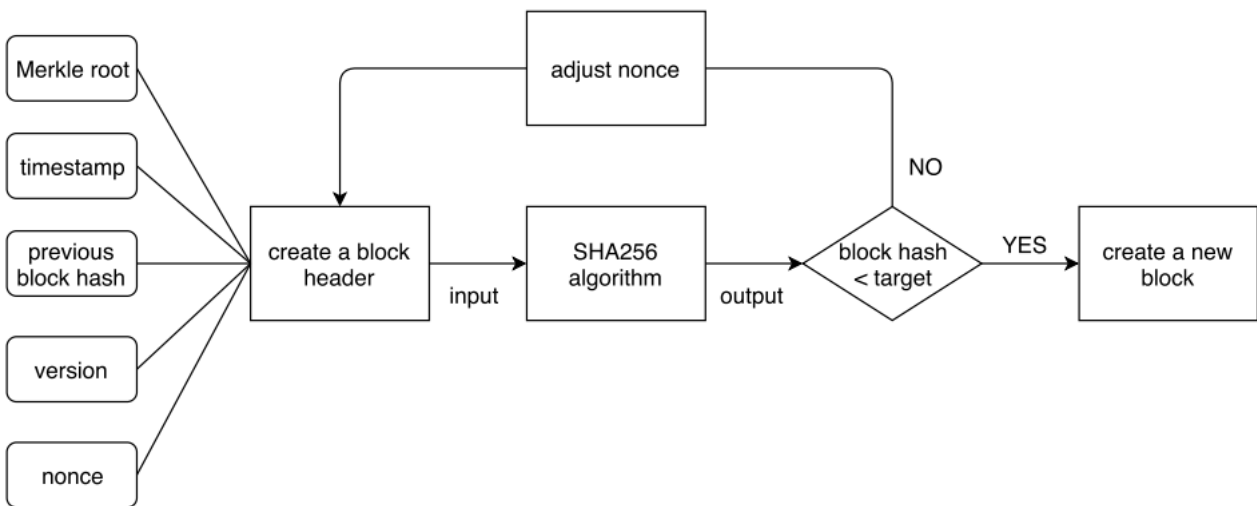 Merkle root
timestamp
previous
block hash
version
nonce
create a block
header
adjust nonce
input
SHA256
algorithm
output
block hash
< target
NO
YES
create a new
block